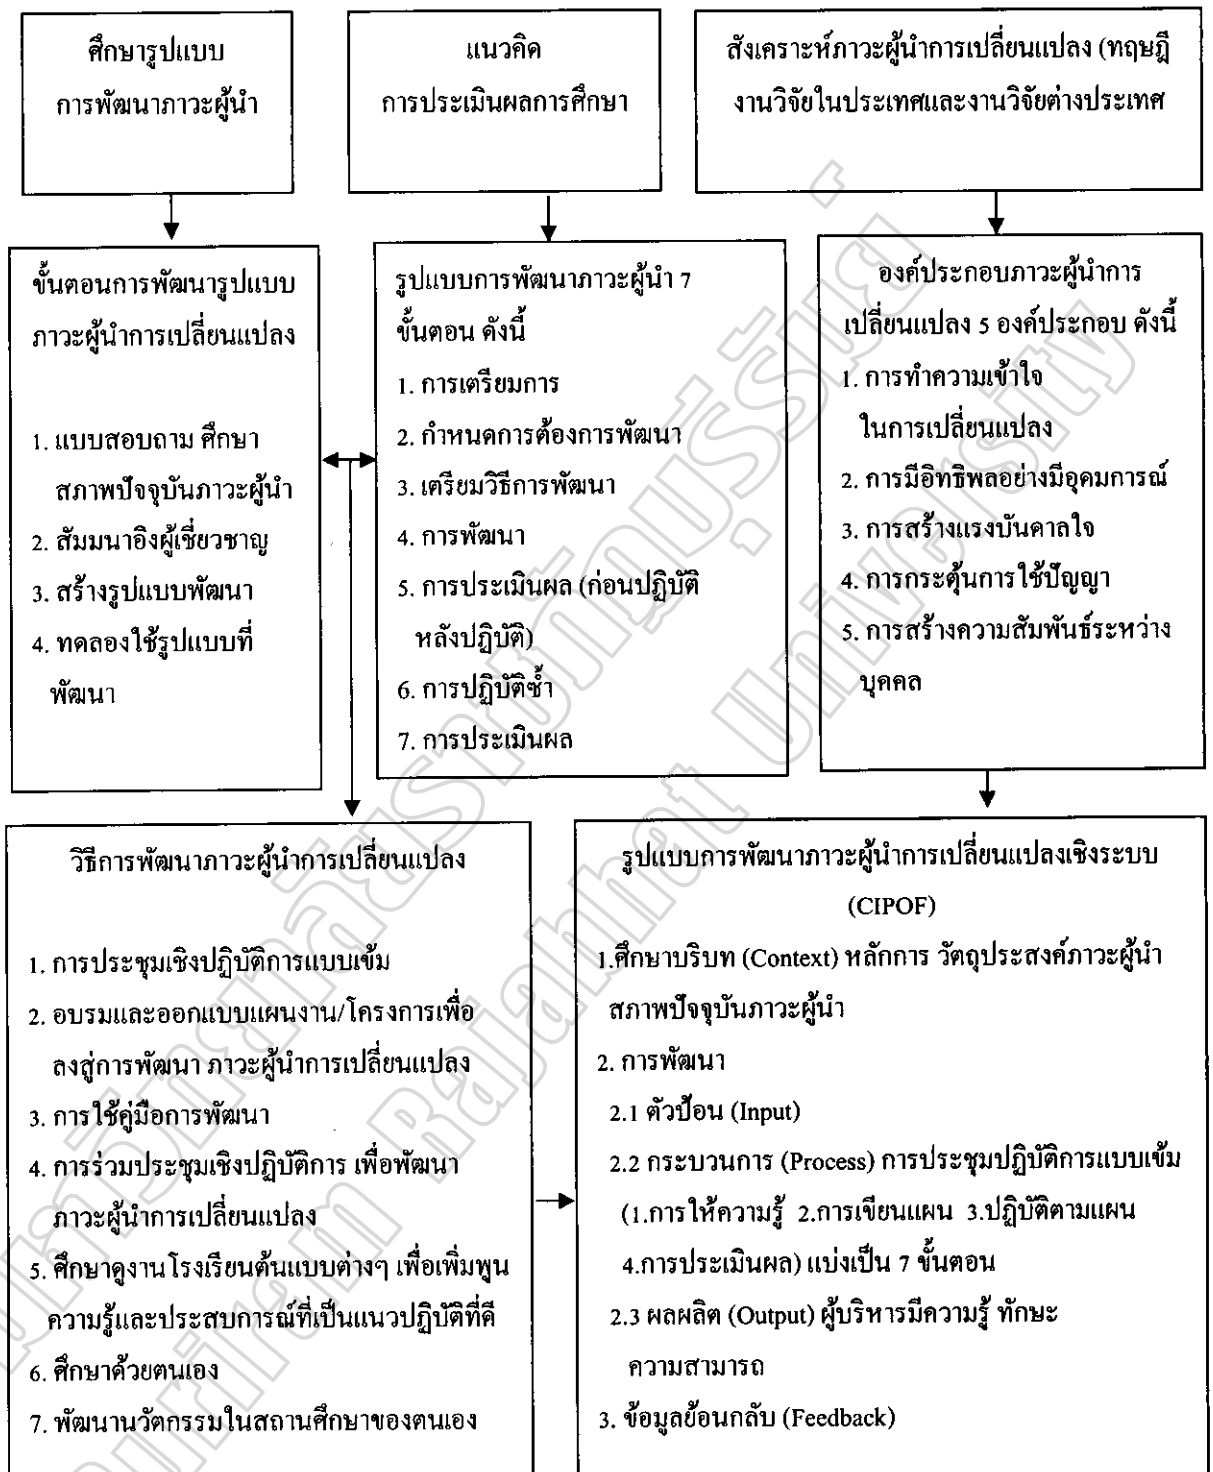 ศึกษารูปแบบ
การพัฒนาภาวะผู้นำ
แนวคิด
การประเมินผลการศึกษา
สังเคราะห์ภาวะผู้นำการเปลี่ยนแปลง (ทฤษฎี
งานวิจัยในประเทศและงานวิจัยต่างประเทศ
ขั้นตอนการพัฒนารูปแบบ
ภาวะผู้นำการเปลี่ยนแปลง
1. แบบสอบถาม ศึกษา
สภาพปัจจุบันภาวะผู้นำ
2. สัมมนาอิงผู้เชี่ยวชาญ
3. สร้างรูปแบบพัฒนา
4. ทดลองใช้รูปแบบที่
พัฒนา
รูปแบบการพัฒนาภาวะผู้นำ 7
ขั้นตอน ดังนี้
1. การเตรียมการ
2. กำหนดการต้องการพัฒนา
3. เตรียมวิธีการพัฒนา
4. การพัฒนา
5. การประเมินผล (ก่อนปฏิบัติ
หลังปฏิบัติ)
6. การปฏิบัติซ้ำ
7. การประเมินผล
องค์ประกอบภาวะผู้นำการ
เปลี่ยนแปลง 5 องค์ประกอบ ดังนี้
1. การทำความเข้าใจ
ในการเปลี่ยนแปลง
2. การมีอิทธิพลอย่างมีอุดมการณ์
3. การสร้างแรงบันดาลใจ
4. การกระตุ้นการใช้ปัญญา
5. การสร้างความสัมพันธ์ระหว่าง
บุคคล
วิธีการพัฒนาภาวะผู้นำการเปลี่ยนแปลง
1. การประชุมเชิงปฏิบัติการแบบเข้ม
2. อบรมและออกแบบแผนงาน/โครงการเพื่อ
ลงสู่การพัฒนา ภาวะผู้นำการเปลี่ยนแปลง
3. การใช้คู่มือการพัฒนา
4. การร่วมประชุมเชิงปฏิบัติการ เพื่อพัฒนา
ภาวะผู้นำการเปลี่ยนแปลง
5. ศึกษาดูงานโรงเรียนต้นแบบต่างๆ เพื่อเพิ่มพูน
ความรู้และประสบการณ์ที่เป็นแนวปฏิบัติที่ดี
6. ศึกษาด้วยตนเอง
7. พัฒนานวัตกรรมในสถานศึกษาของตนเอง
รูปแบบการพัฒนาภาวะผู้นำการเปลี่ยนแปลงเชิงระบบ
(CIPOF)
1.ศึกษาบริบท (Context) หลักการ วัตถุประสงค์ภาวะผู้นำ
สภาพปัจจุบันภาวะผู้นำ
2. การพัฒนา
2.1 ตัวป้อน (Input)
2.2 กระบวนการ (Process) การประชุมปฏิบัติการแบบเข้ม
(1.การให้ความรู้ 2.การเขียนแผน 3.ปฏิบัติตามแผน
4.การประเมินผล) แบ่งเป็น 7 ขั้นตอน
2.3 ผลผลิต (Output) ผู้บริหารมีความรู้ ทักษะ
ความสามารถ
3. ข้อมูลย้อนกลับ (Feedback)
มหาวิทยาลัยราชภัฏบุรีรัมย์
Buriram Rajabhat University